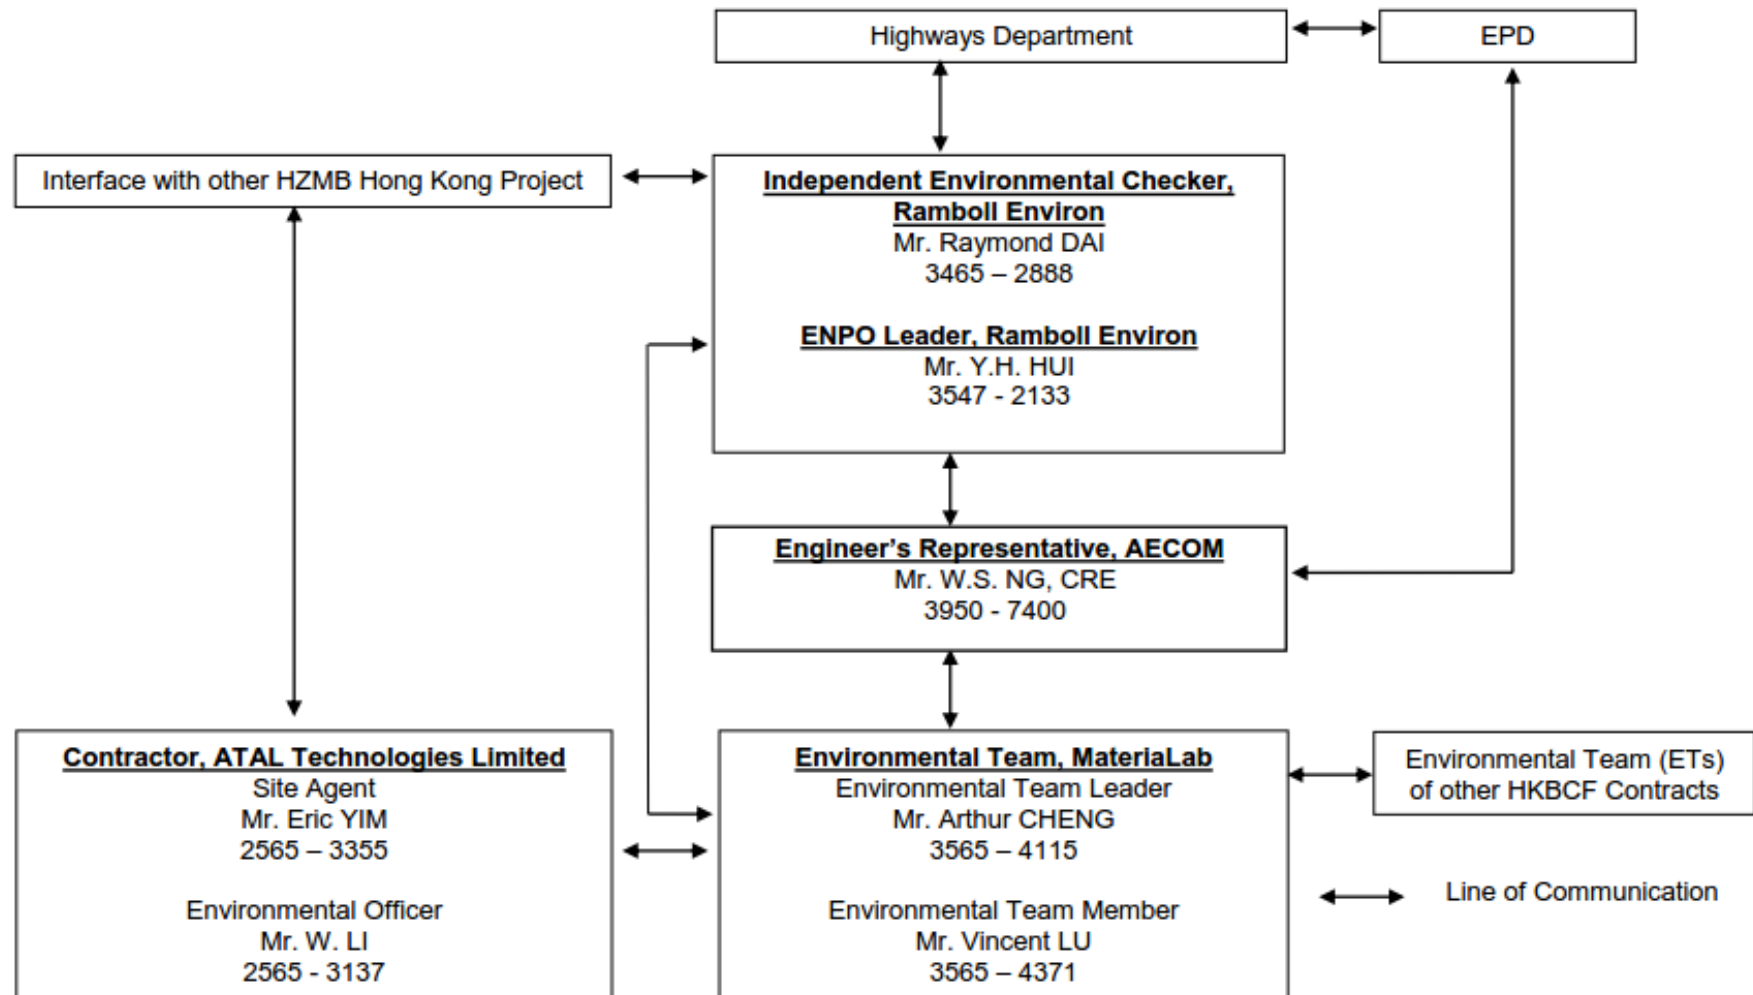 Highways Department
EPD
Interface with other HZMB Hong Kong Project
Independent Environmental Checker,
Ramboll Environ
Mr. Raymond DAI
3465 – 2888
ENPO Leader, Ramboll Environ
Mr. Y.H. HUI
3547 - 2133
Engineer’s Representative, AECOM
Mr. W.S. NG, CRE
3950 - 7400
Contractor, ATAL Technologies Limited
Site Agent
Mr. Eric YIM
2565 – 3355
Environmental Officer
Mr. W. LI
2565 - 3137
Environmental Team, MateriaLab
Environmental Team Leader
Mr. Arthur CHENG
3565 – 4115
Environmental Team Member
Mr. Vincent LU
3565 – 4371
Environmental Team (ETs)
of other HKBCF Contracts
Line of Communication